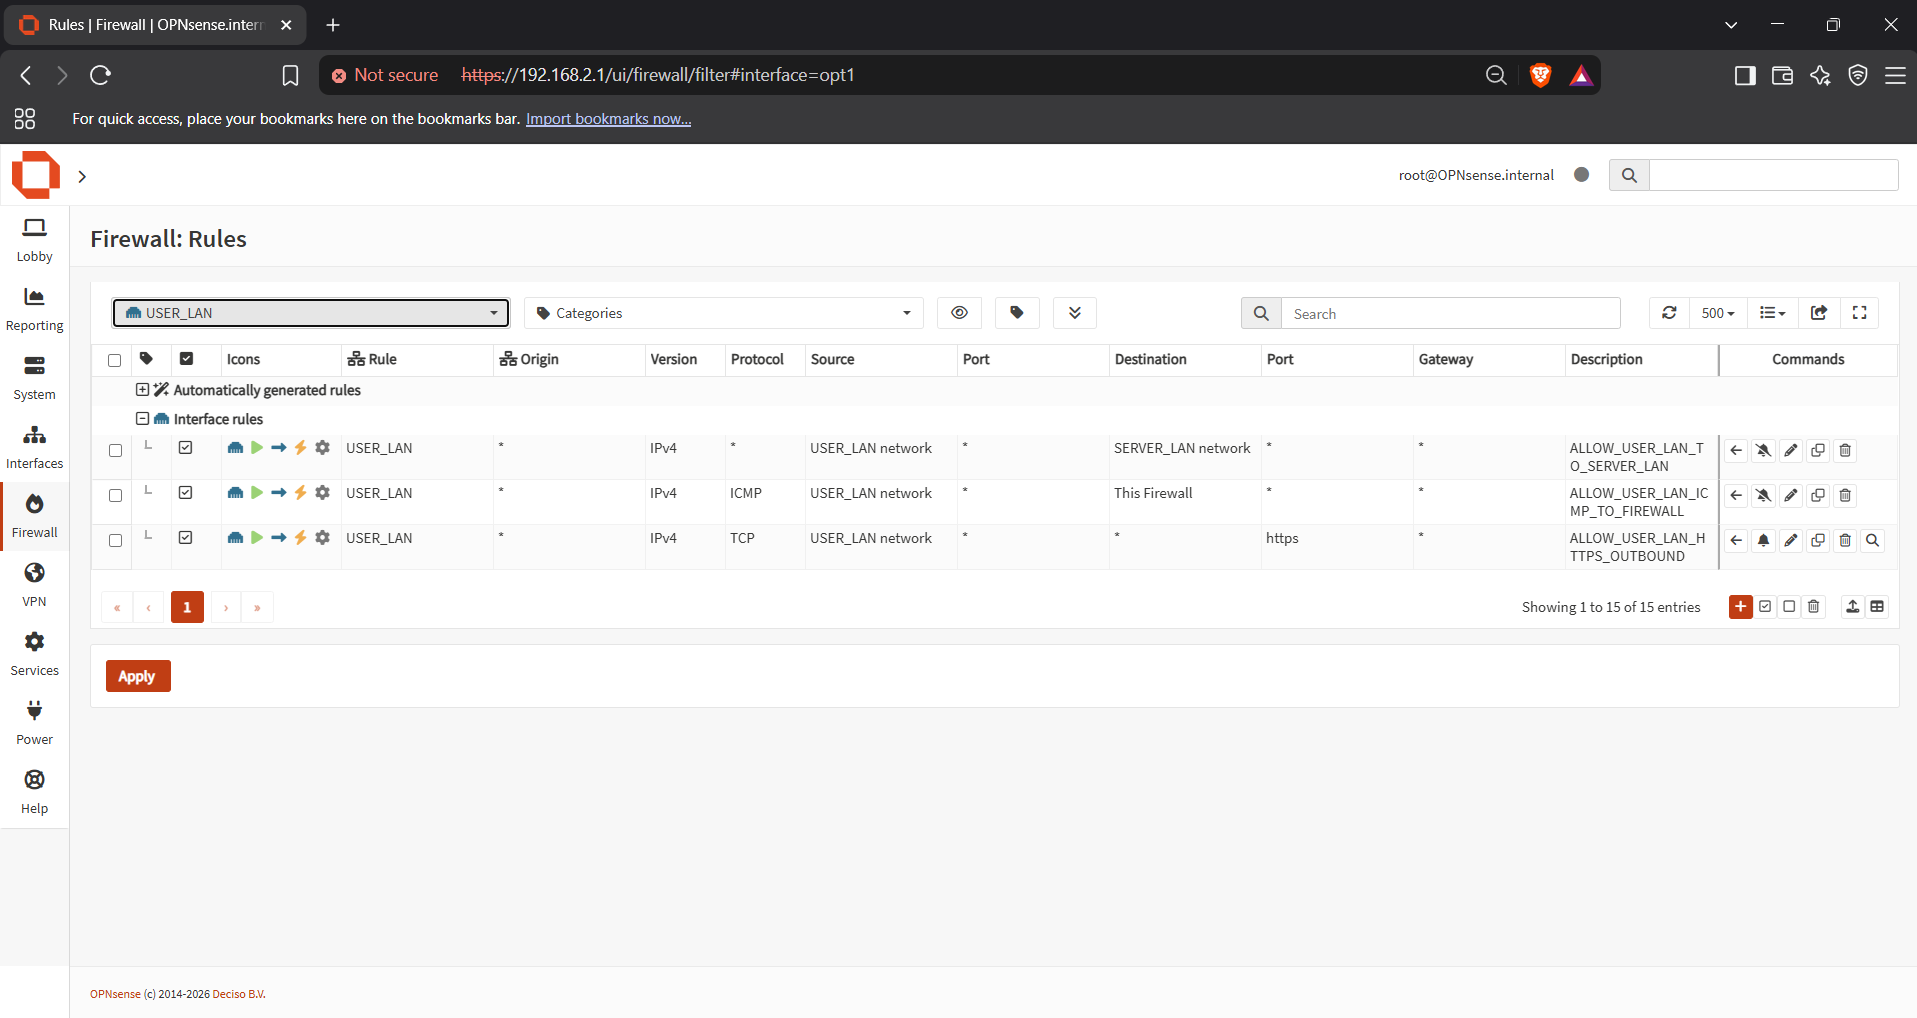 Rules | Firewall | OPNsense.intern
Not secure https://192.168.2.1/ui/firewall/filter#interface=opt1
For quick access, place your bookmarks here on the bookmarks bar. Import bookmarks now...
root@OPNsense.internal
Lobby
Reporting
System
Interfaces
Firewall
VPN
Services
Power
Help
Firewall: Rules
USER_LAN Categories Search 500
Icons Rule Origin Version Protocol Source Port Destination Port Gateway Description Commands
Automatically generated rules
Interface rules
USER_LAN * IPv4 * USER_LAN network * SERVER_LAN network * * ALLOW_USER_LAN_T
O_SERVER_LAN
USER_LAN * IPv4 ICMP USER_LAN network * This Firewall * * ALLOW_USER_LAN_IC
MP_TO_FIREWALL
USER_LAN * IPv4 TCP USER_LAN network * * https * ALLOW_USER_LAN_H
TTPS_OUTBOUND
« ‹ 1 › » Showing 1 to 15 of 15 entries
Apply
OPNsense (c) 2014-2026 Deciso B.V.